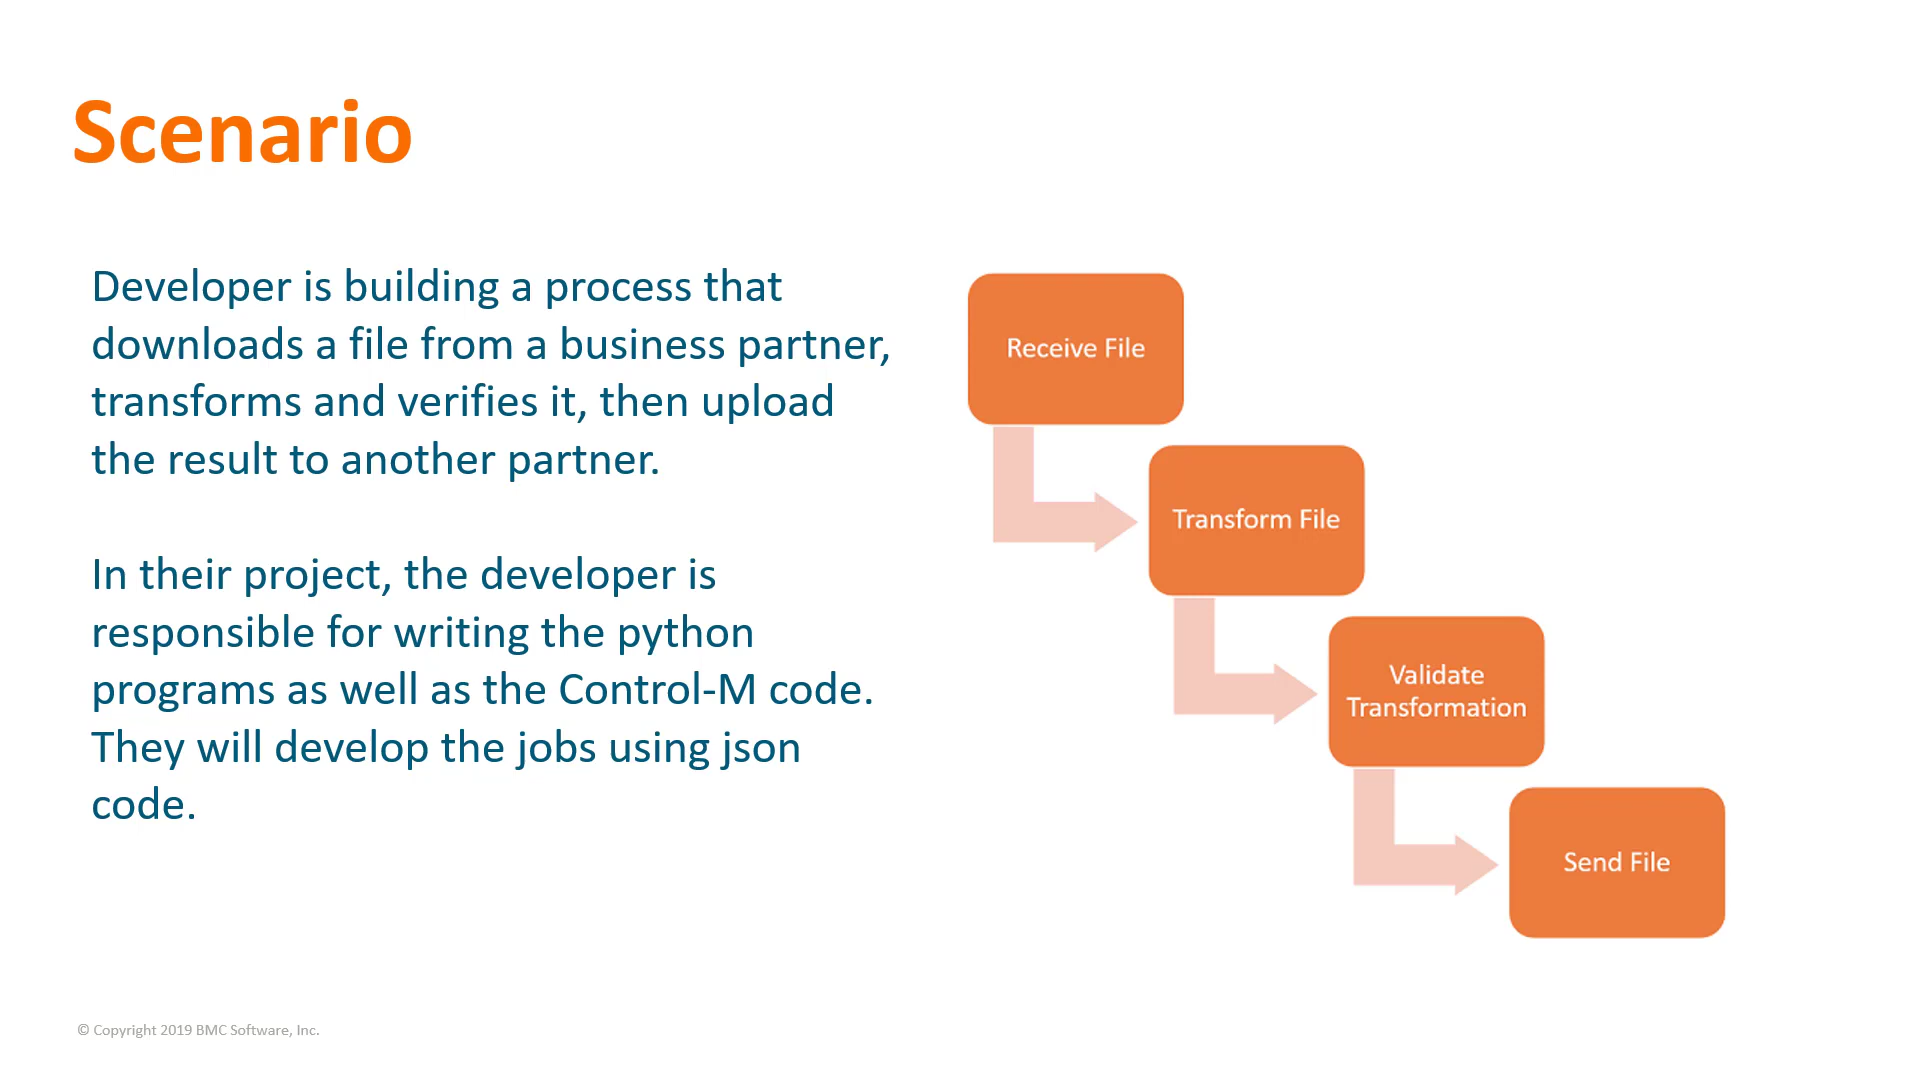 Scenario
Developer is building a process that
downloads a file from a business partner,
transforms and verifies it, then upload
the result to another partner.
In their project, the developer is
responsible for writing the python
programs as well as the Control-M code.
They will develop the jobs using json
code.
Receive File
Transform File
Validate
Transformation
Send File
© Copyright 2019 BMC Software, Inc.